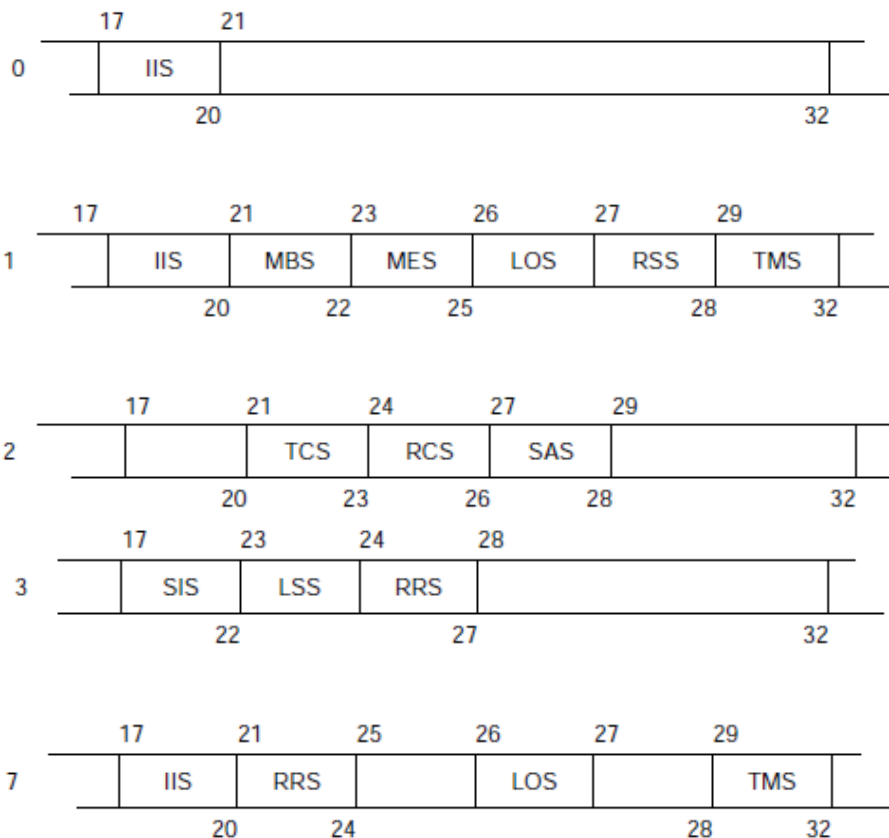 17 21
0 IIS
20 32
17 21 23 26 27 29
1 IIS MBS MES LOS RSS TMS
20 22 25 28 32
17 21 24 27 29
2 TCS RCS SAS
20 23 26 28 32
17 23 24 28
3 SIS LSS RRS
22 27 32
17 21 25 26 27 29
7 IIS RRS LOS TMS
20 24 28 32